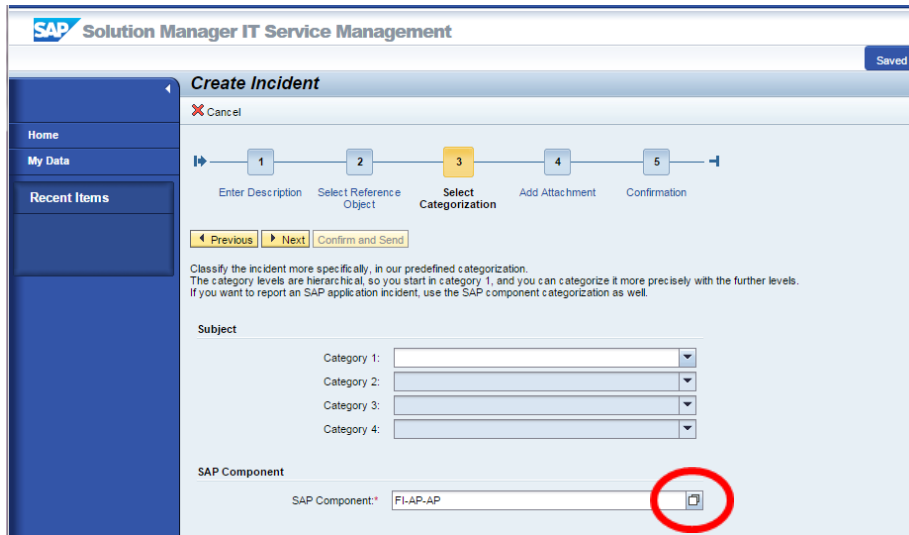 SAP Solution Manager IT Service Management
Saved
Create Incident
Cancel
Home
My Data
Recent Items
1
2
3
4
5
Enter Description
Select Reference
Object
Select
Categorization
Add Attachment
Confirmation
Previous
Next
Confirm and Send
Classify the incident more specifically, in our predefined categorization.
The category levels are hierarchical, so you start in category 1, and you can categorize it more precisely with the further levels.
If you want to report an SAP application incident, use the SAP component categorization as well.
Subject
Category 1:
Category 2:
Category 3:
Category 4:
SAP Component
SAP Component:* FI-AP-AP